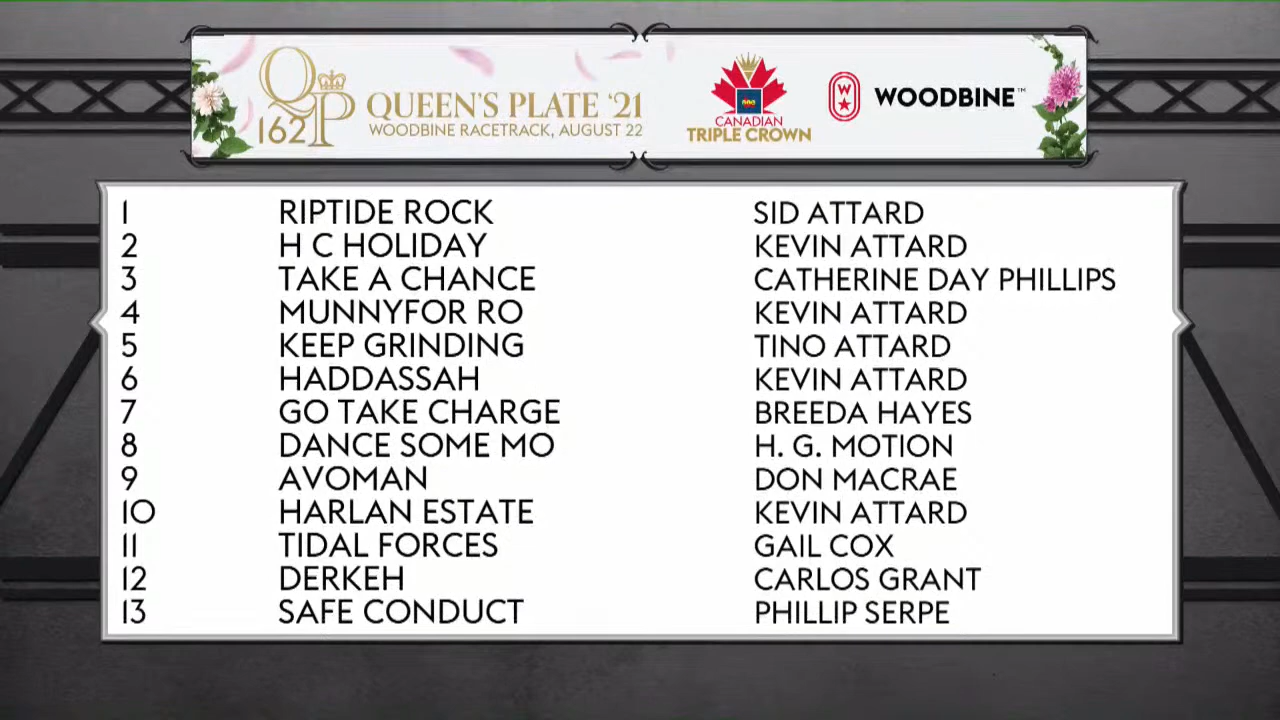 QP 162
QUEEN'S PLATE '21
WOODBINE RACETRACK, AUGUST 22
CANADIAN
TRIPLE CROWN
W
WOODBINE™
1 RIPTIDE ROCK SID ATTARD
2 H C HOLIDAY KEVIN ATTARD
3 TAKE A CHANCE CATHERINE DAY PHILLIPS
4 MUNNYFOR RO KEVIN ATTARD
5 KEEP GRINDING TINO ATTARD
6 HADDASSAH KEVIN ATTARD
7 GO TAKE CHARGE BREEDA HAYES
8 DANCE SOME MO H. G. MOTION
9 AVOMAN DON MACRAE
10 HARLAN ESTATE KEVIN ATTARD
11 TIDAL FORCES GAIL COX
12 DERKEH CARLOS GRANT
13 SAFE CONDUCT PHILLIP SERPE